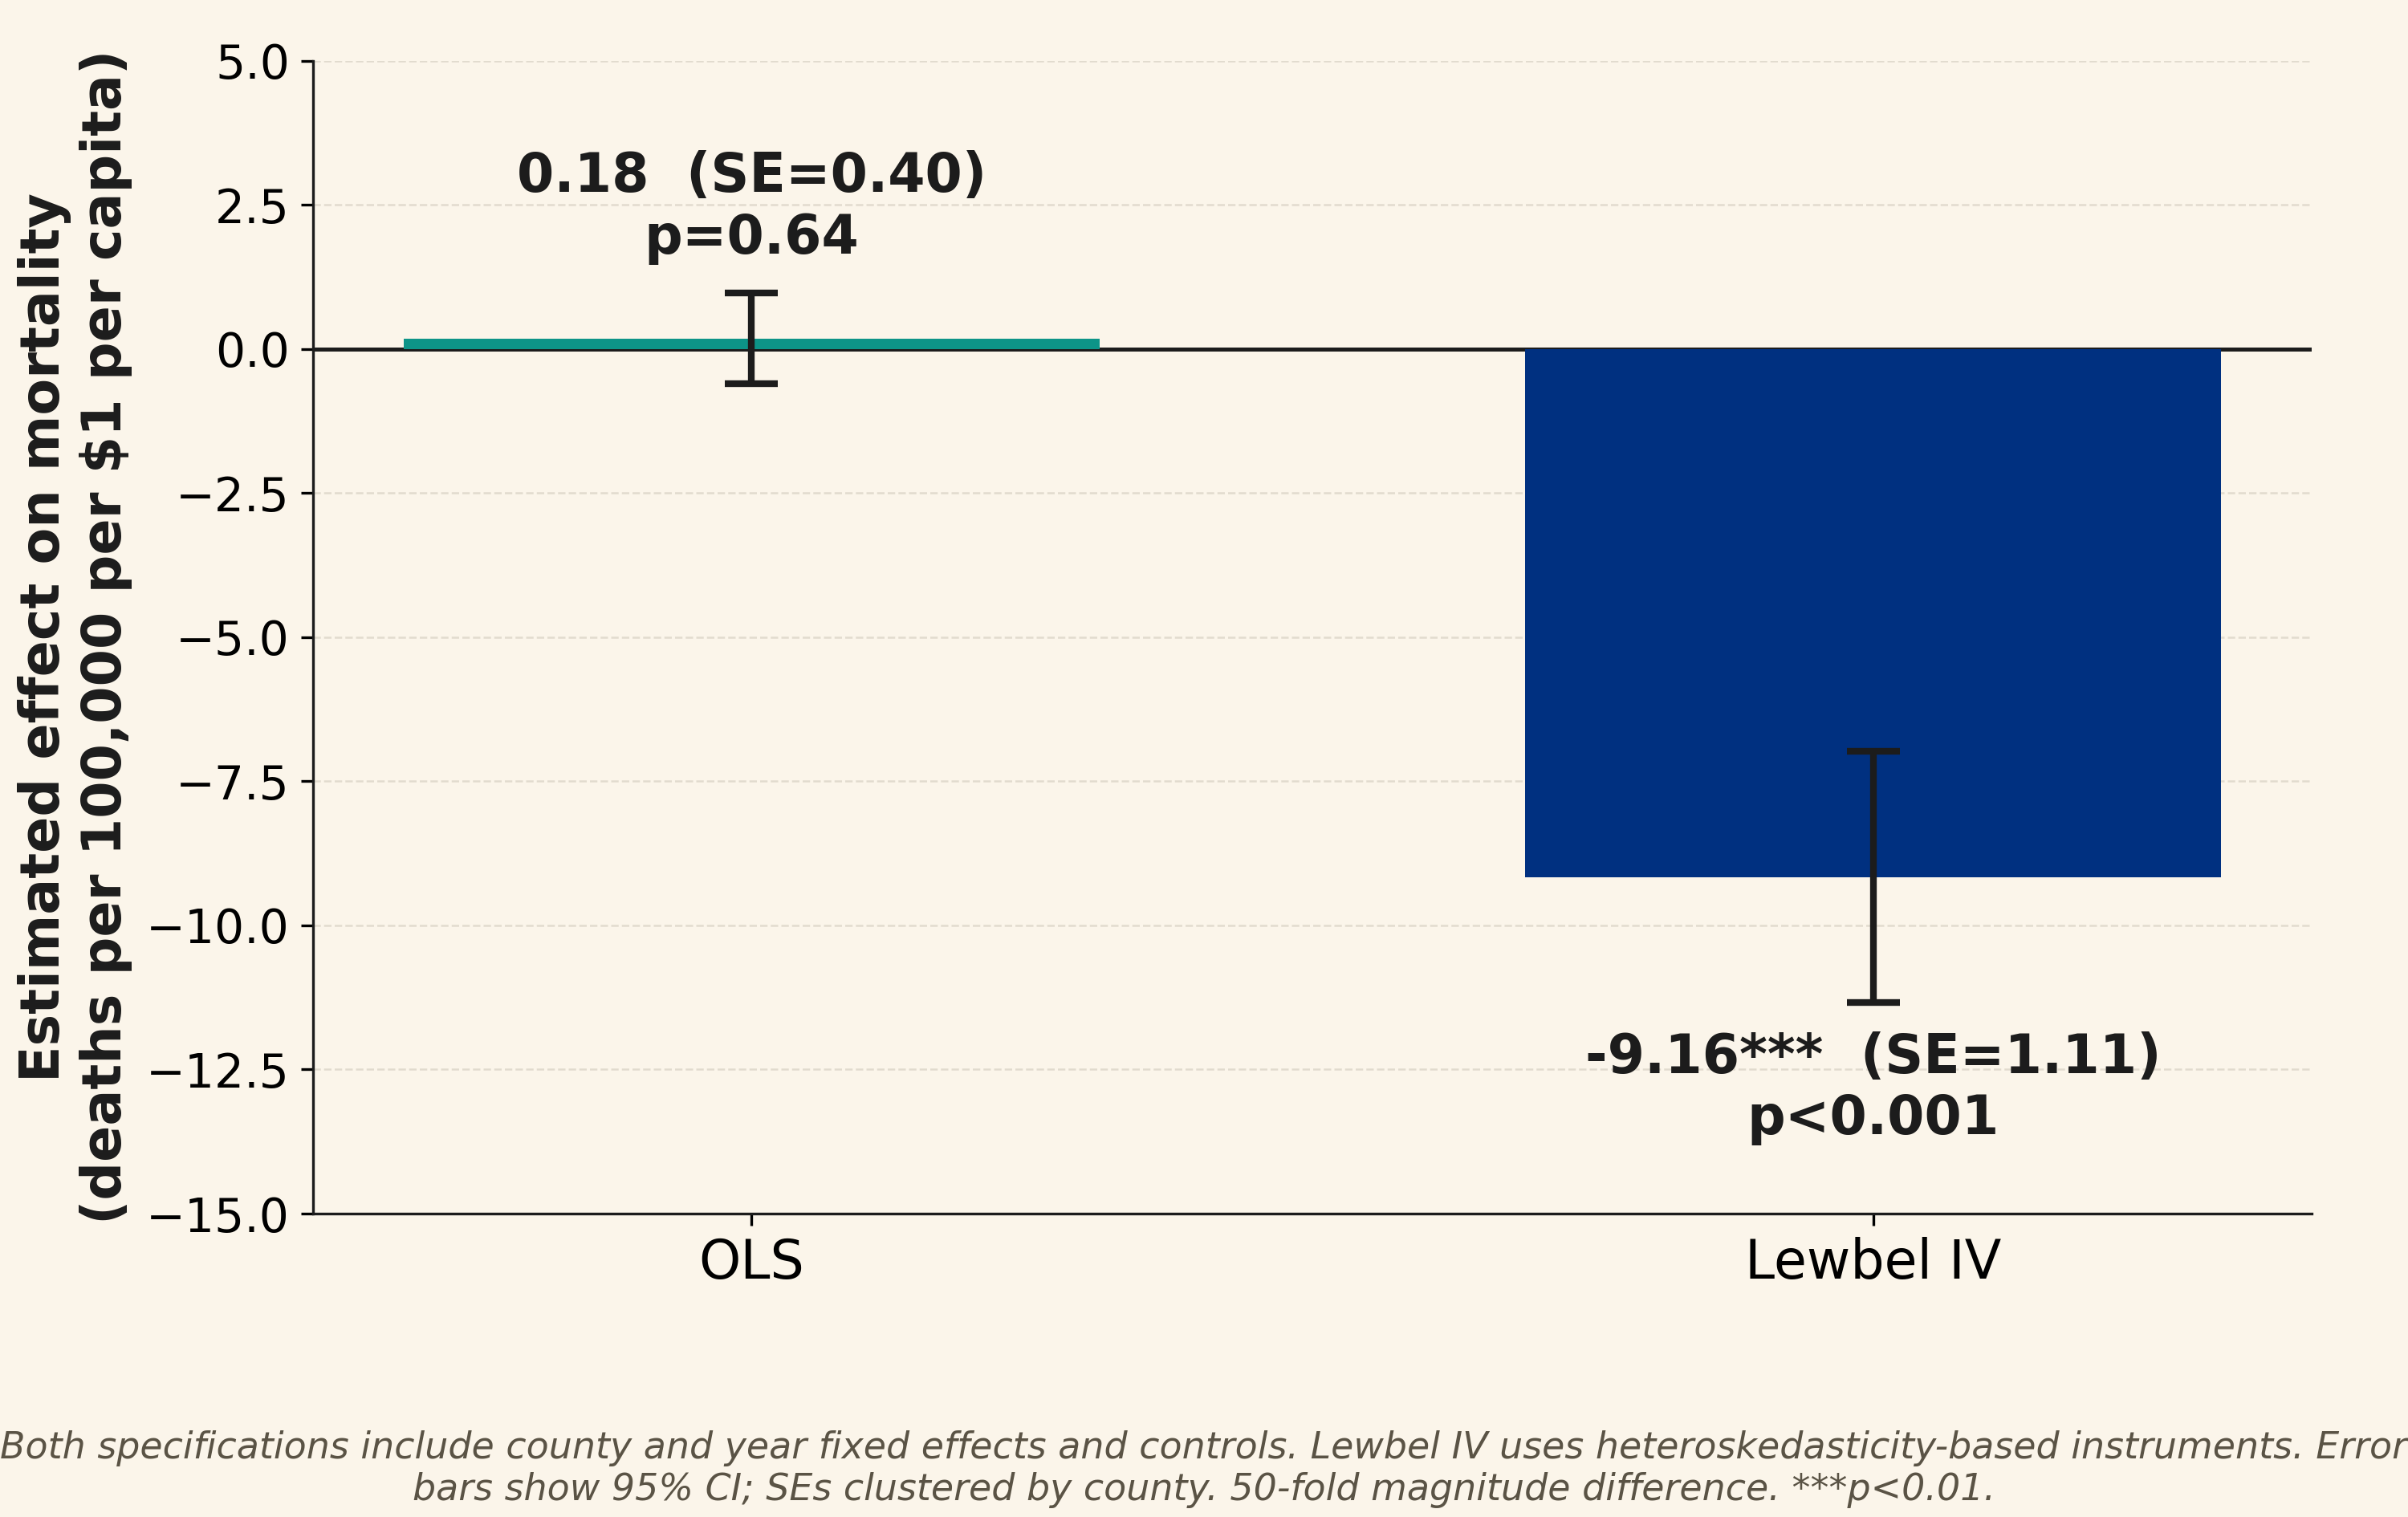 Estimated effect on mortality
(deaths per 100,000 per $1 per capita)
5.0
2.5
0.0
−2.5
−5.0
−7.5
−10.0
−12.5
−15.0
0.18 (SE=0.40)
p=0.64
-9.16*** (SE=1.11)
p<0.001
OLS
Lewbel IV
Both specifications include county and year fixed effects and controls. Lewbel IV uses heteroskedasticity-based instruments. Error
bars show 95% CI; SEs clustered by county. 50-fold magnitude difference. ***p<0.01.